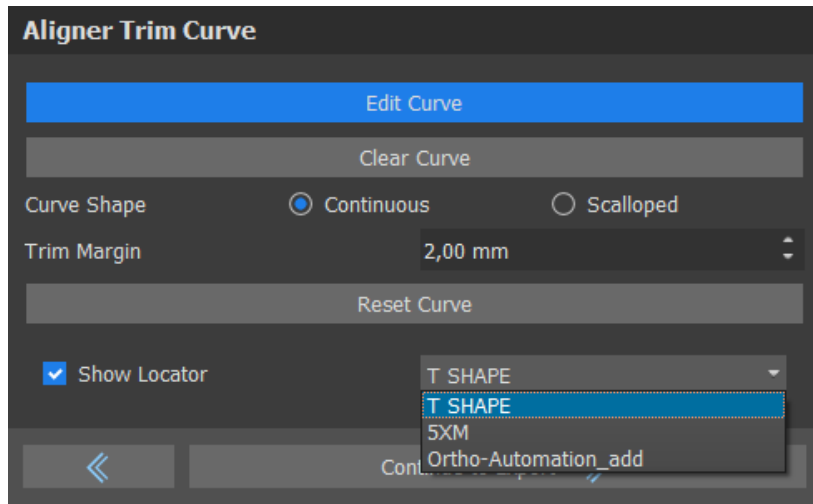 Aligner Trim Curve
Edit Curve
Clear Curve
Curve Shape Continuous Scalloped
Trim Margin 2,00 mm
Reset Curve
Show Locator T SHAPE
T SHAPE
5XM
Ortho-Automation_add